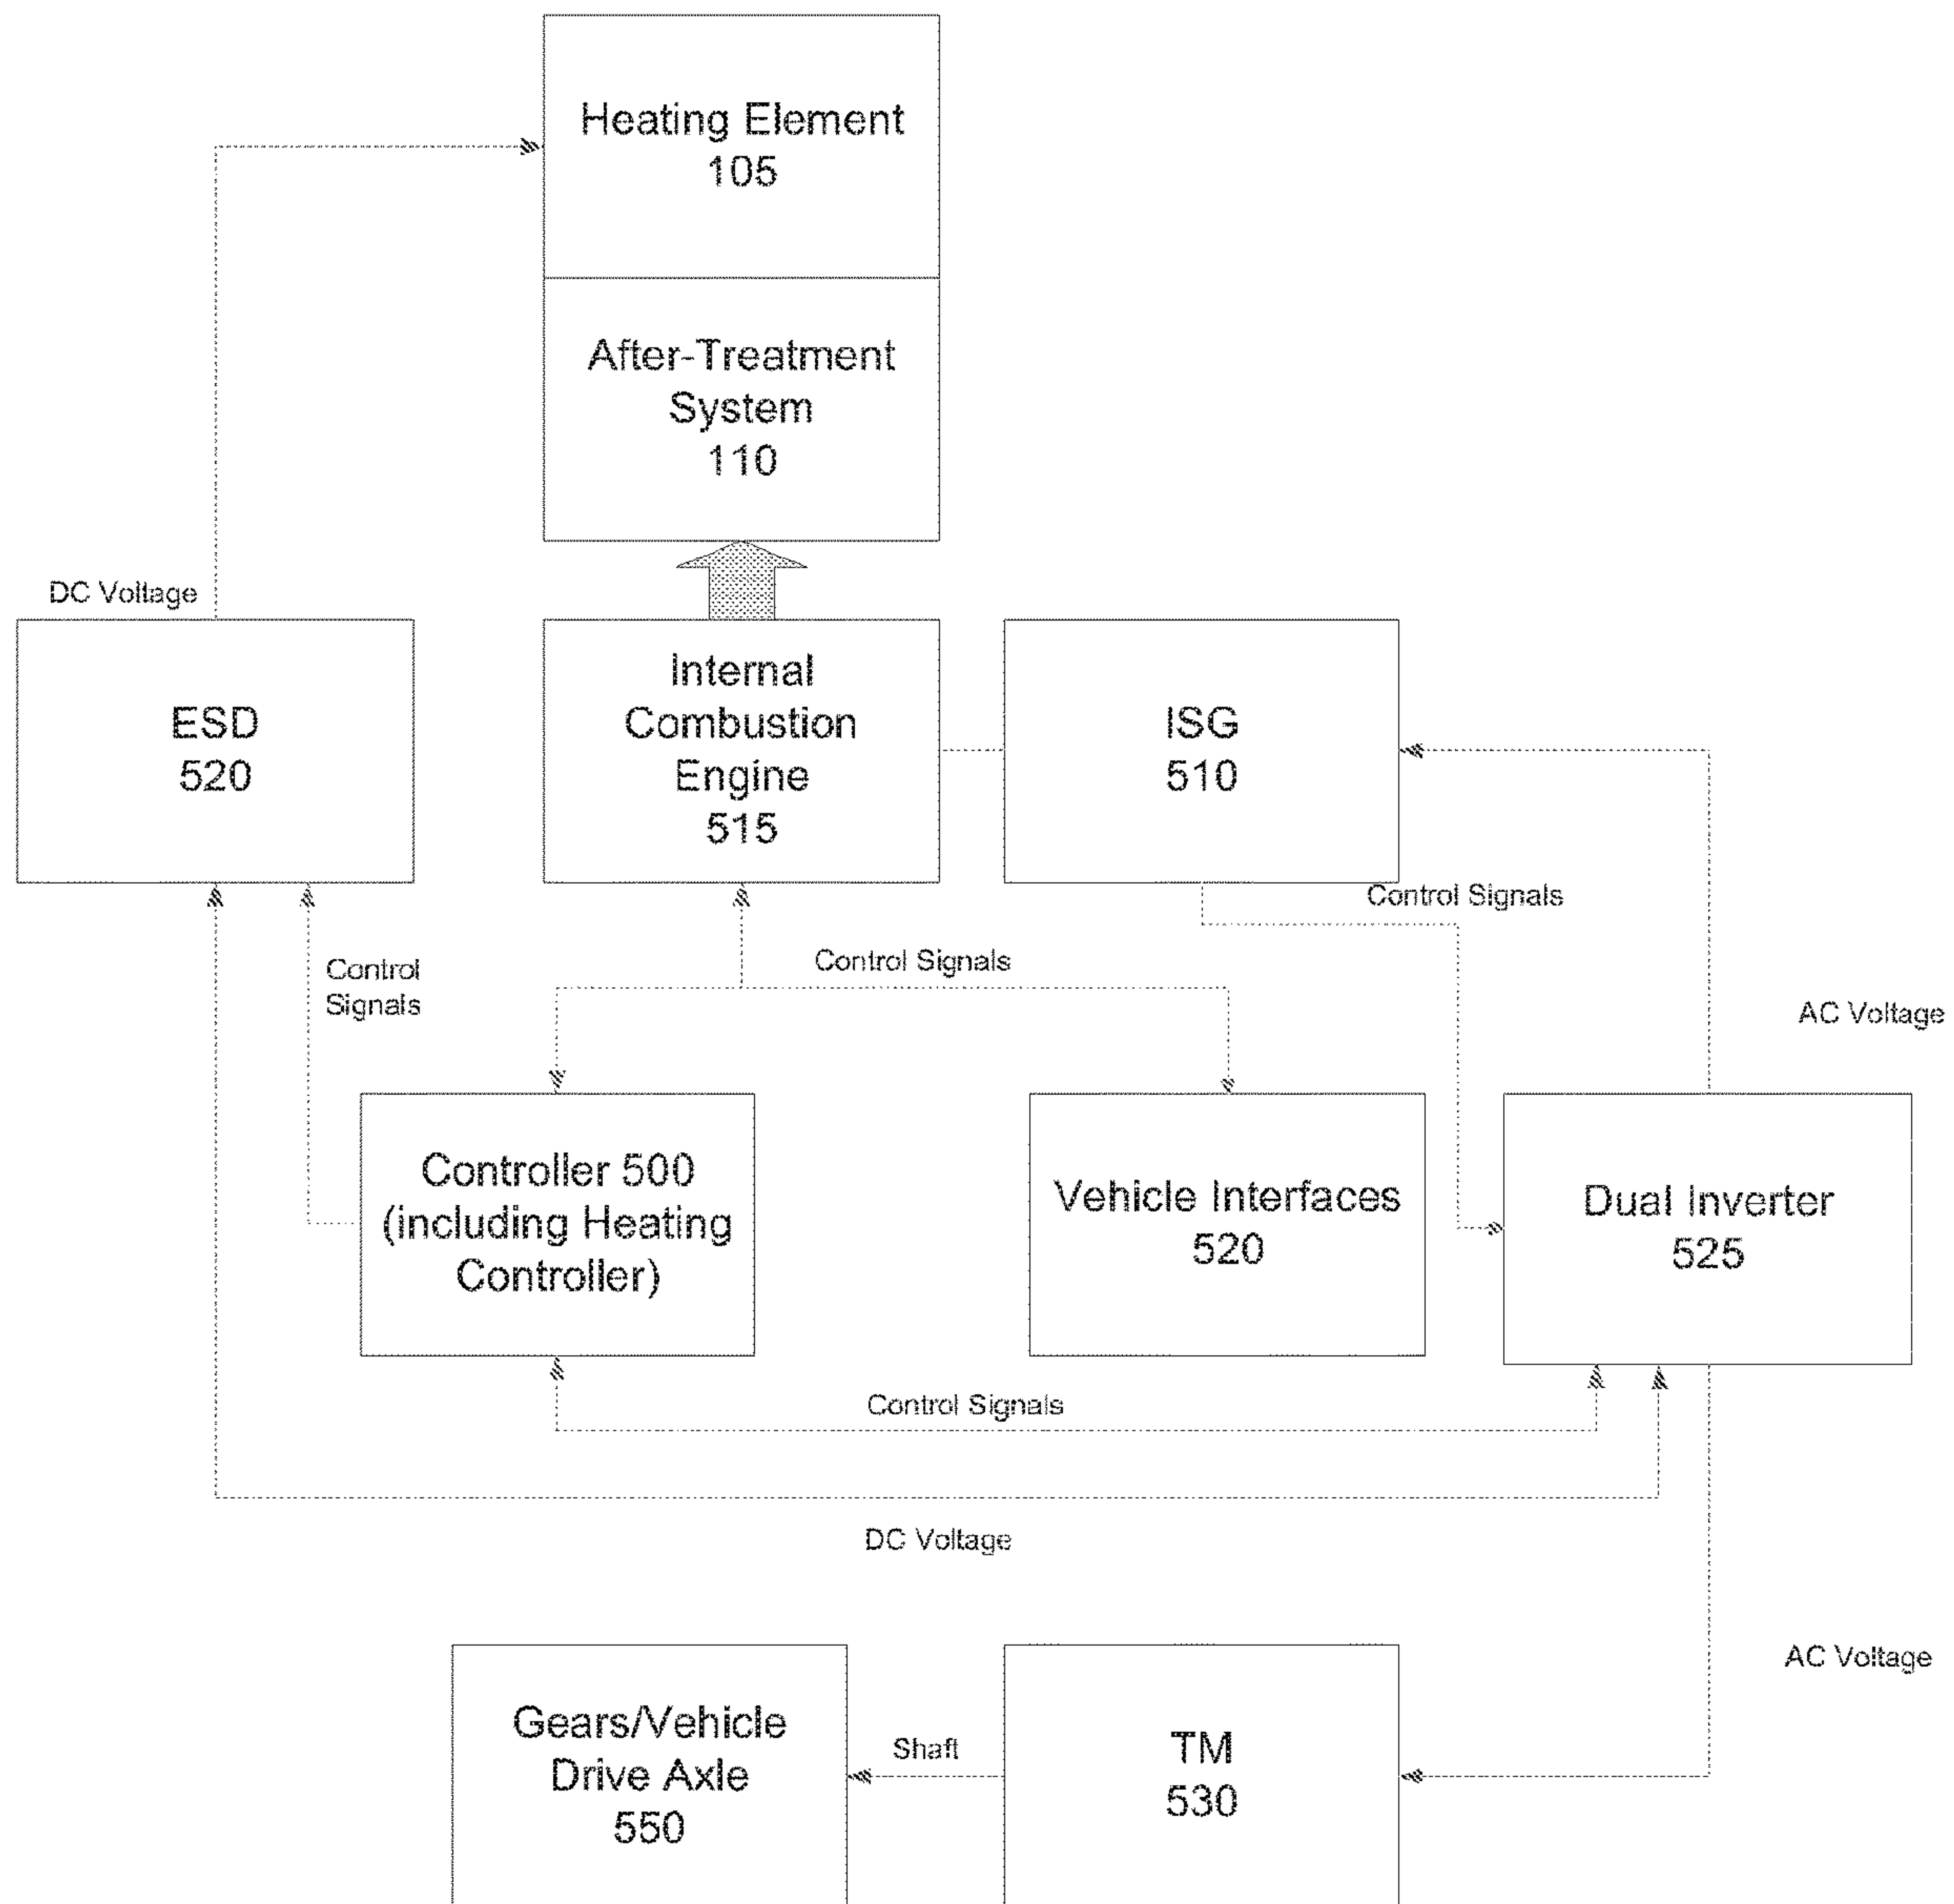 Heating Element
105
After-Treatment
System
110
DC Voltage
ESD
520
Internal
Combustion
Engine
515
ISG
510
Control Signals
Control
Signals
Control Signals
AC Voltage
Controller 500
(including Heating
Controller)
Vehicle Interfaces
520
Dual Inverter
525
Control Signals
DC Voltage
AC Voltage
Gears/Vehicle
Drive Axle
550
Shaft
TM
530